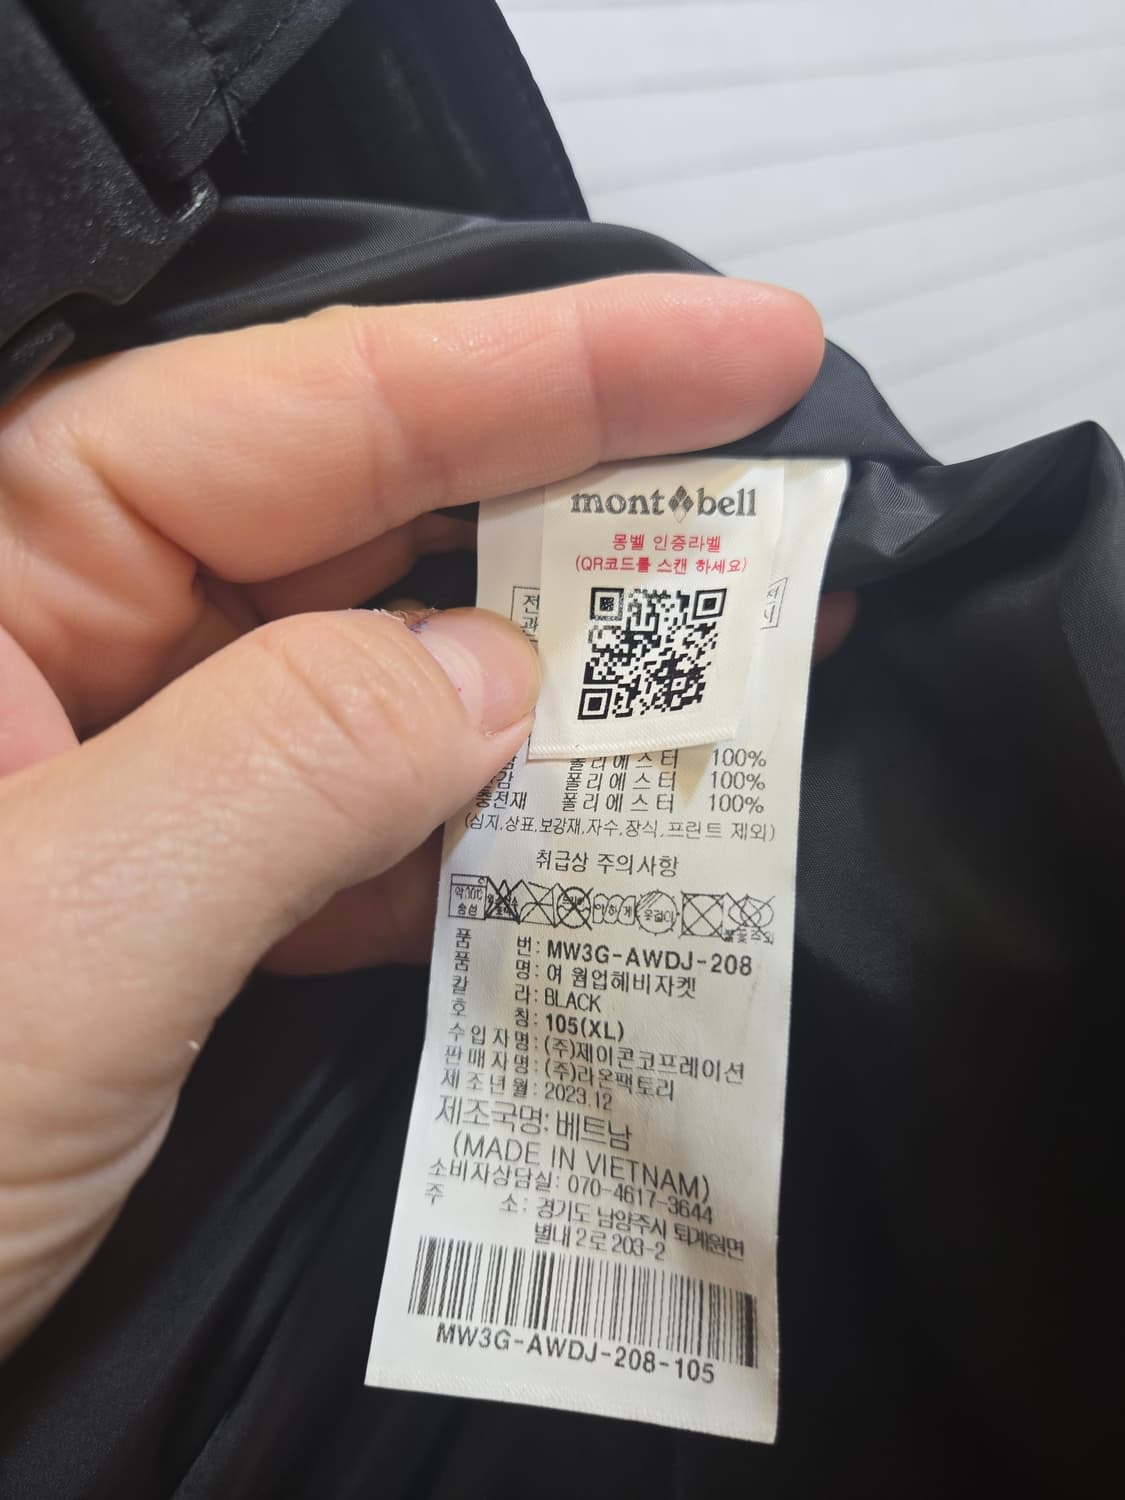 mont bell
몽벨 인증라벨
(QR코드를 스캔 하세요)
폴리에스터 100%
폴리에스터 100%
충전재 폴리에스터 100%
(심지,상표,보강재,자수,장식,프린트 제외)
취급상 주의사항
품 번: MW3G-AWDJ-208
품 명: 여 웜업헤비자켓
칼 라: BLACK
호 칭: 105(XL)
수입자명: (주)제이콘코프레이션
판매자명: (주)라온팩토리
제조년월: 2023.12
제조국명: 베트남
(MADE IN VIETNAM)
소비자상담실: 070-4617-3644
주 소: 경기도 남양주시 퇴계원면
별내2로 203-2
MW3G-AWDJ-208-105